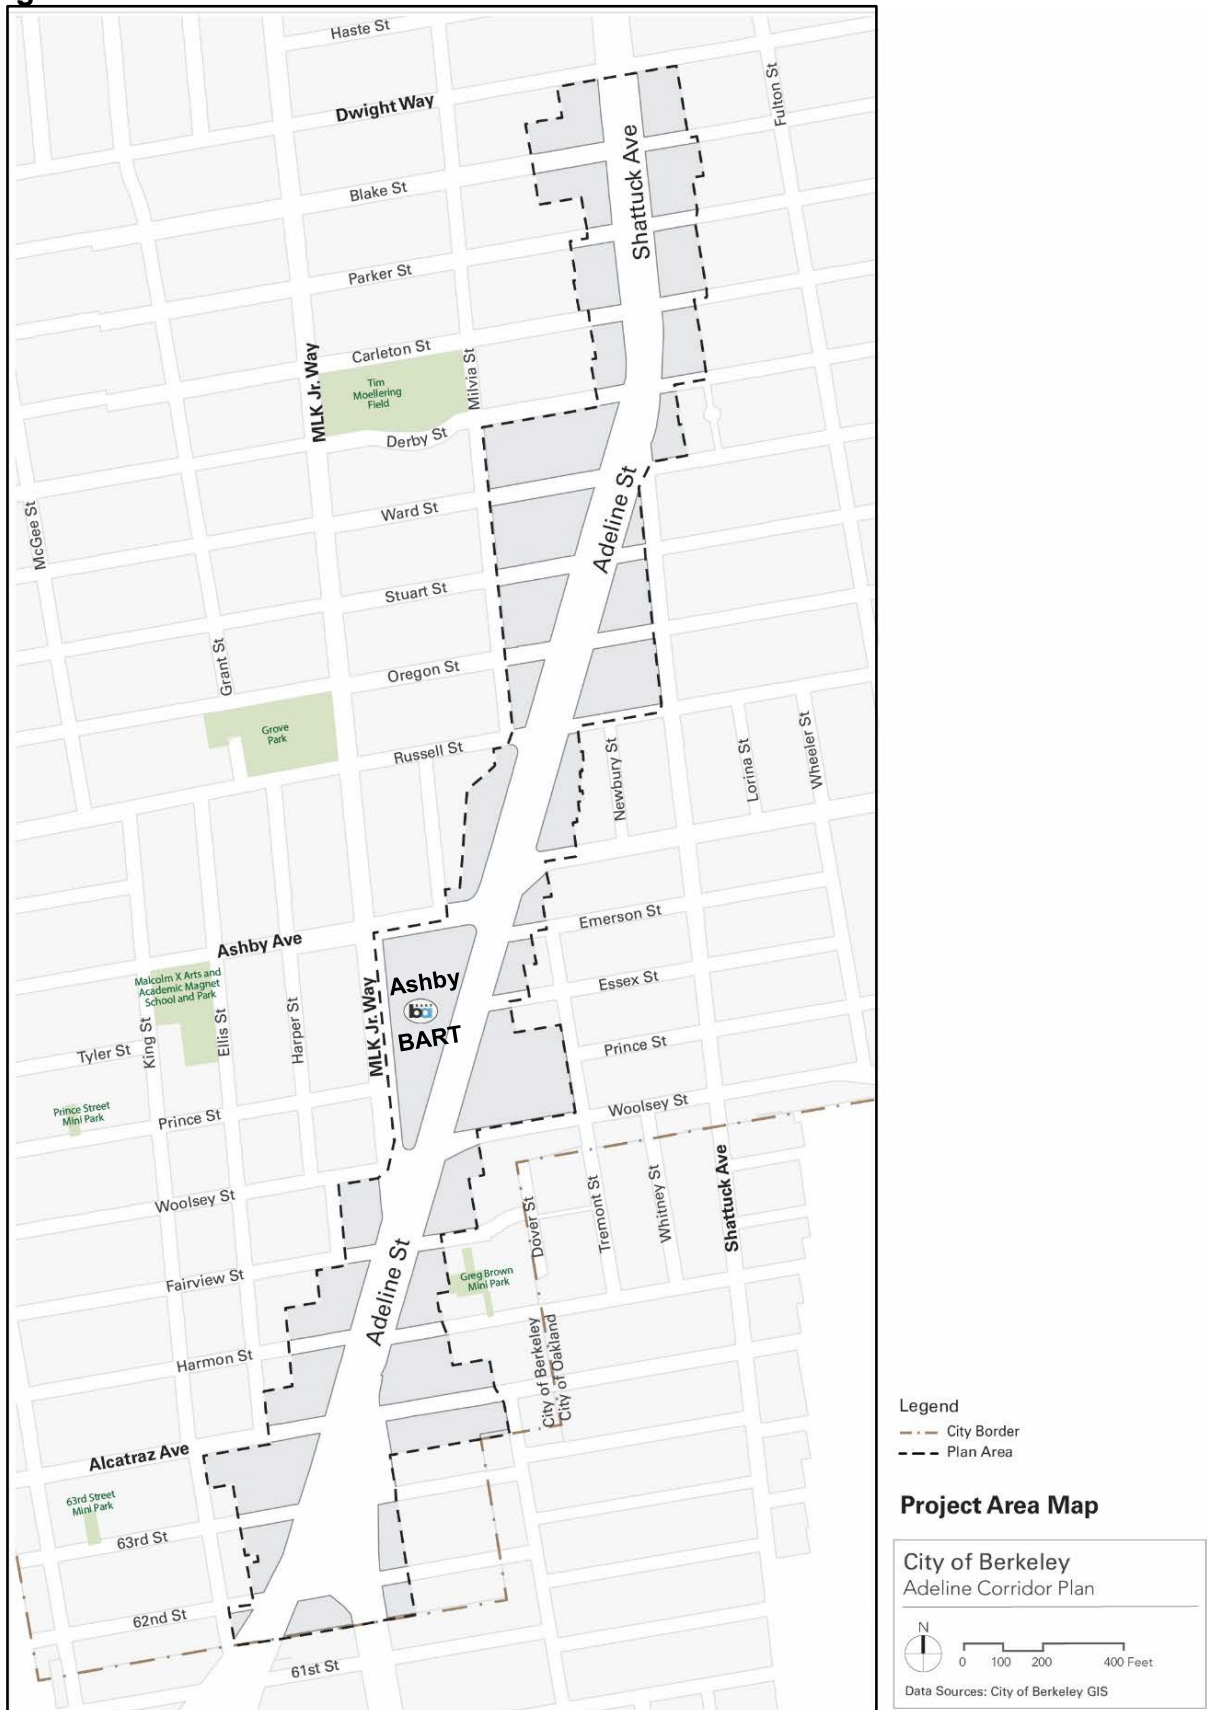 g
Haste St
Dwight Way
Fulton St
Shattuck Ave
Blake St
Parker St
Carleton St
MLK Jr. Way
Tim
Moellering
Field
Milvia St
Derby St
Adeline St
McGee St
Ward St
Stuart St
Grant St
Oregon St
Grove
Park
Russell St
Newbury St
Lorina St
Wheeler St
Emerson St
Ashby Ave
Malcolm X Arts and
Academic Magnet
School and Park
Ashby
BART
ba
BART
MLK Jr. Way
Essex St
King St
Ellis St
Harper St
Tyler St
Prince St
Prince Street
Mini Park
Prince St
Woolsey St
Woolsey St
Shattuck Ave
Dover St
Tremont St
Whitney St
Adeline St
Fairview St
Greg Brown
Mini Park
City of Berkeley
City of Oakland
Harmon St
Alcatraz Ave
63rd Street
Mini Park
63rd St
62nd St
61st St
Legend
City Border
Plan Area
Project Area Map
City of Berkeley
Adeline Corridor Plan
N
0 100 200 400 Feet
Data Sources: City of Berkeley GIS